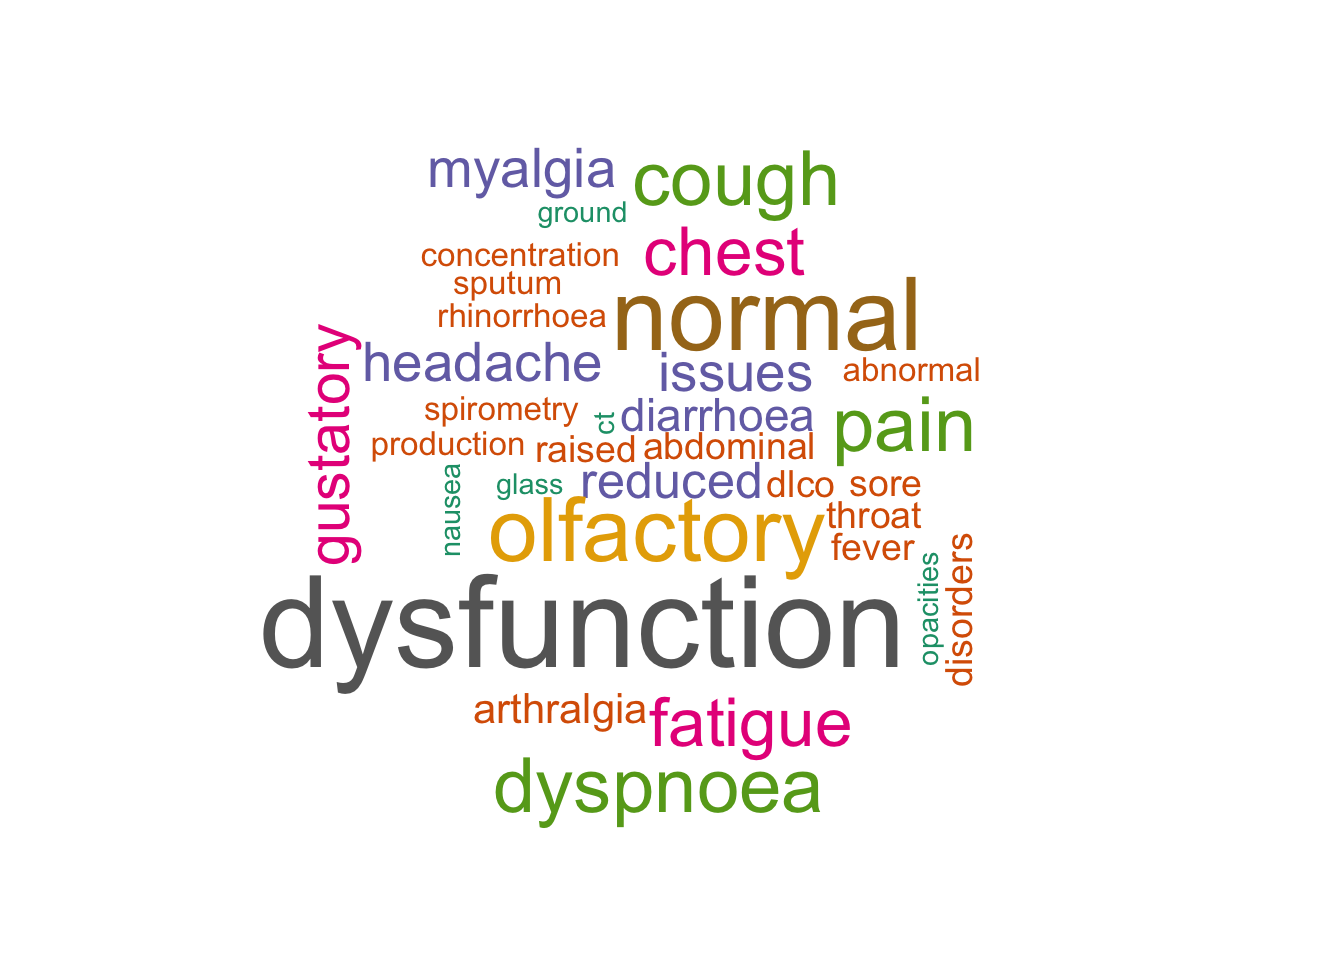 myalgia
cough
ground
chest
concentration
sputum
normal
rhinorrhoea
gustatory
headache
issues
abnormal
spirometry
ct
diarrhoea
pain
production
raised
abdominal
nausea
glass
reduced
dlco
sore
olfactory
throat
fever
opacities
disorders
dysfunction
arthralgia
fatigue
dyspnoea